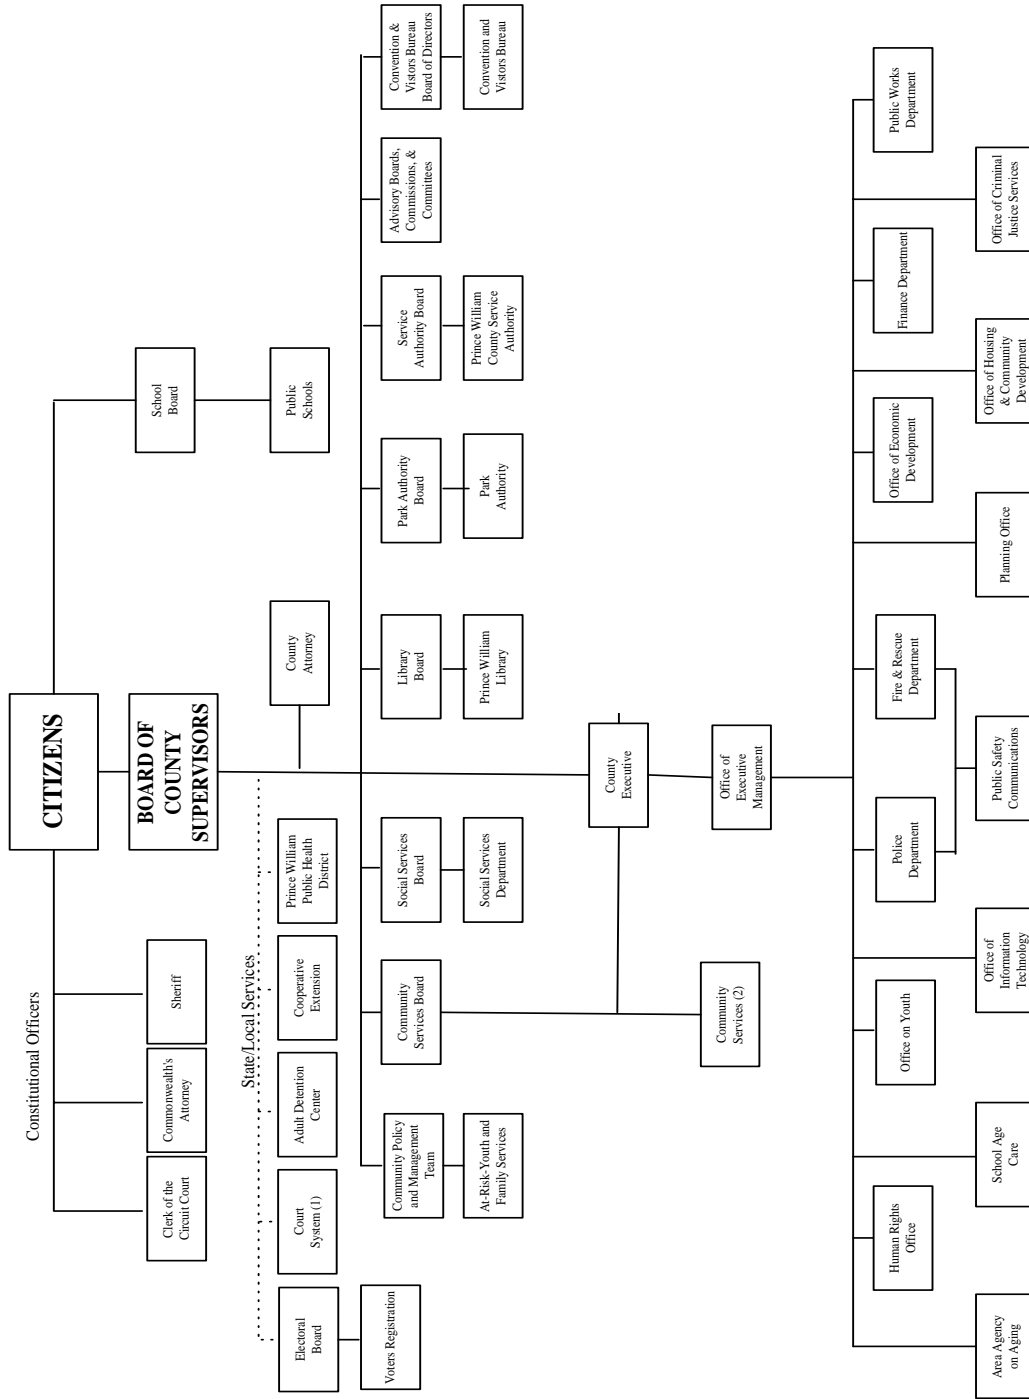 CITIZENS
Constitutional Officers
BOARD OF
COUNTY
SUPERVISORS
Clerk of the
Circuit Court
Commonwealth's
Attorney
Sheriff
School
Board
State/Local Services
Electoral
Board
Court
System (1)
Adult Detention
Center
Cooperative
Extension
Prince William
Public Health
District
County
Attorney
Public
Schools
Voters Registration
Community Policy
and Management
Team
Community
Services Board
Social Services
Board
Library
Board
Park Authority
Board
Service
Authority Board
Advisory Boards,
Commissions, &
Committees
Convention &
Vistors Bureau
Board of Directors
At-Risk-Youth and
Family Services
Social Services
Department
Prince William
Library
Park
Authority
Prince William
County Service
Authority
Convention and
Vistors Bureau
County
Executive
Community
Services (2)
Office of
Executive
Management
Human Rights
Office
Office on Youth
Police
Department
Fire & Rescue
Department
Office of Economic
Development
Finance Department
Public Works
Department
Area Agency
on Aging
School Age
Care
Office of
Information
Technology
Public Safety
Communications
Planning Office
Office of Housing
& Community
Development
Office of Criminal
Justice Services